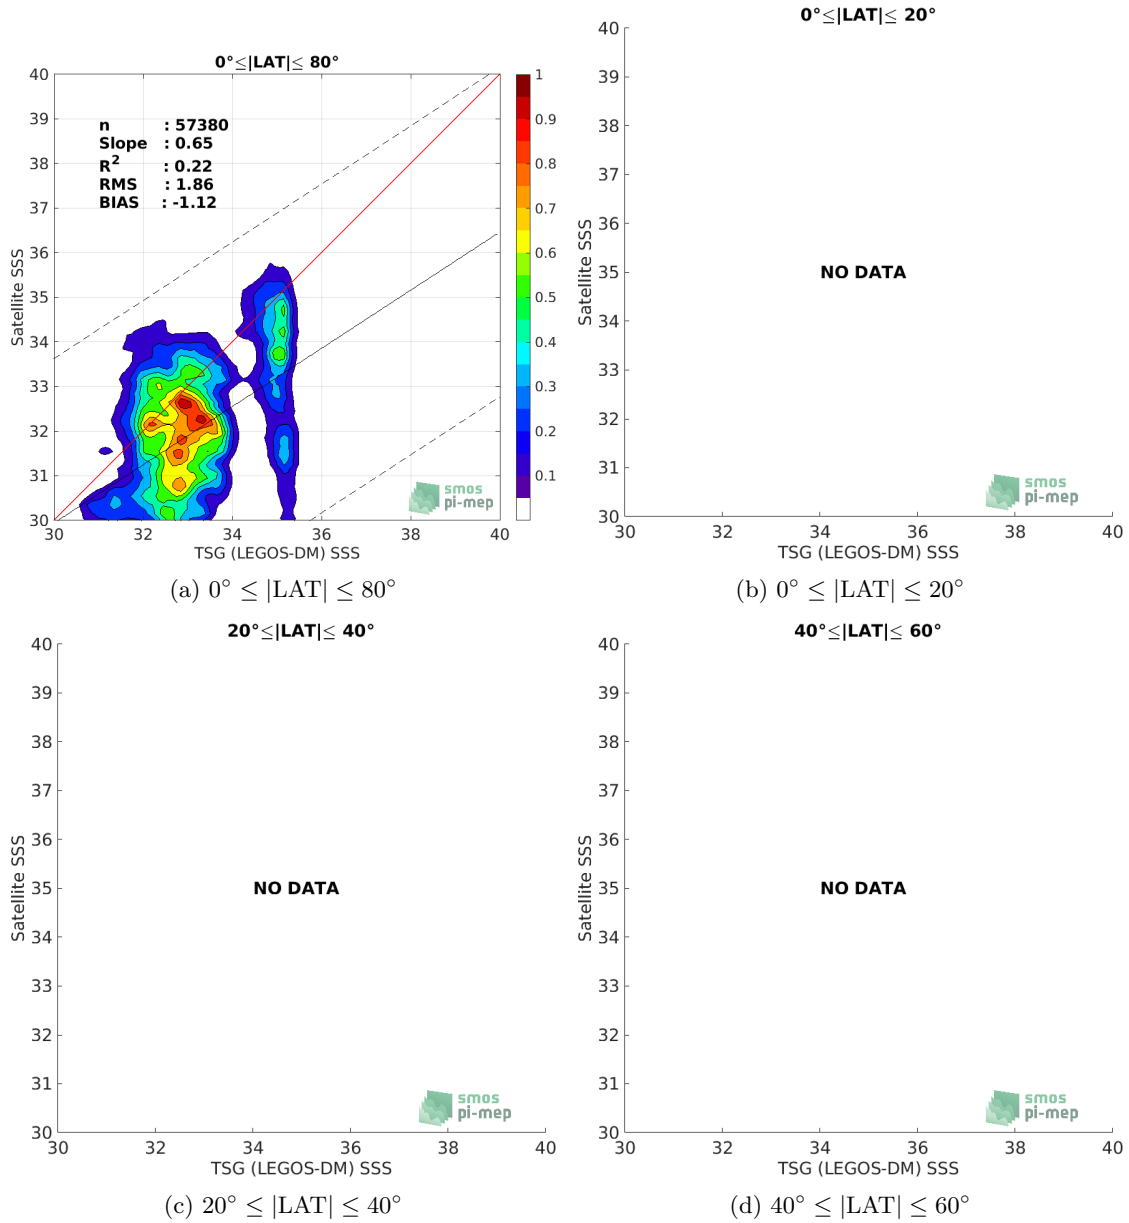 0°≤|LAT|≤ 80°
40
39
38
37
36
35
34
33
32
31
30
Satellite SSS
n : 57380
Slope : 0.65
R² : 0.22
RMS : 1.86
BIAS : -1.12
smos
pi-mep
30 32 34 36 38 40
TSG (LEGOS-DM) SSS
1
0.9
0.8
0.7
0.6
0.5
0.4
0.3
0.2
0.1
(a) 0° ≤ |LAT| ≤ 80°
0°≤|LAT|≤ 20°
40
39
38
37
36
35
34
33
32
31
30
Satellite SSS
NO DATA
smos
pi-mep
30 32 34 36 38 40
TSG (LEGOS-DM) SSS
(b) 0° ≤ |LAT| ≤ 20°
20°≤|LAT|≤ 40°
40
39
38
37
36
35
34
33
32
31
30
Satellite SSS
NO DATA
smos
pi-mep
30 32 34 36 38 40
TSG (LEGOS-DM) SSS
(c) 20° ≤ |LAT| ≤ 40°
40°≤|LAT|≤ 60°
40
39
38
37
36
35
34
33
32
31
30
Satellite SSS
NO DATA
smos
pi-mep
30 32 34 36 38 40
TSG (LEGOS-DM) SSS
(d) 40° ≤ |LAT| ≤ 60°